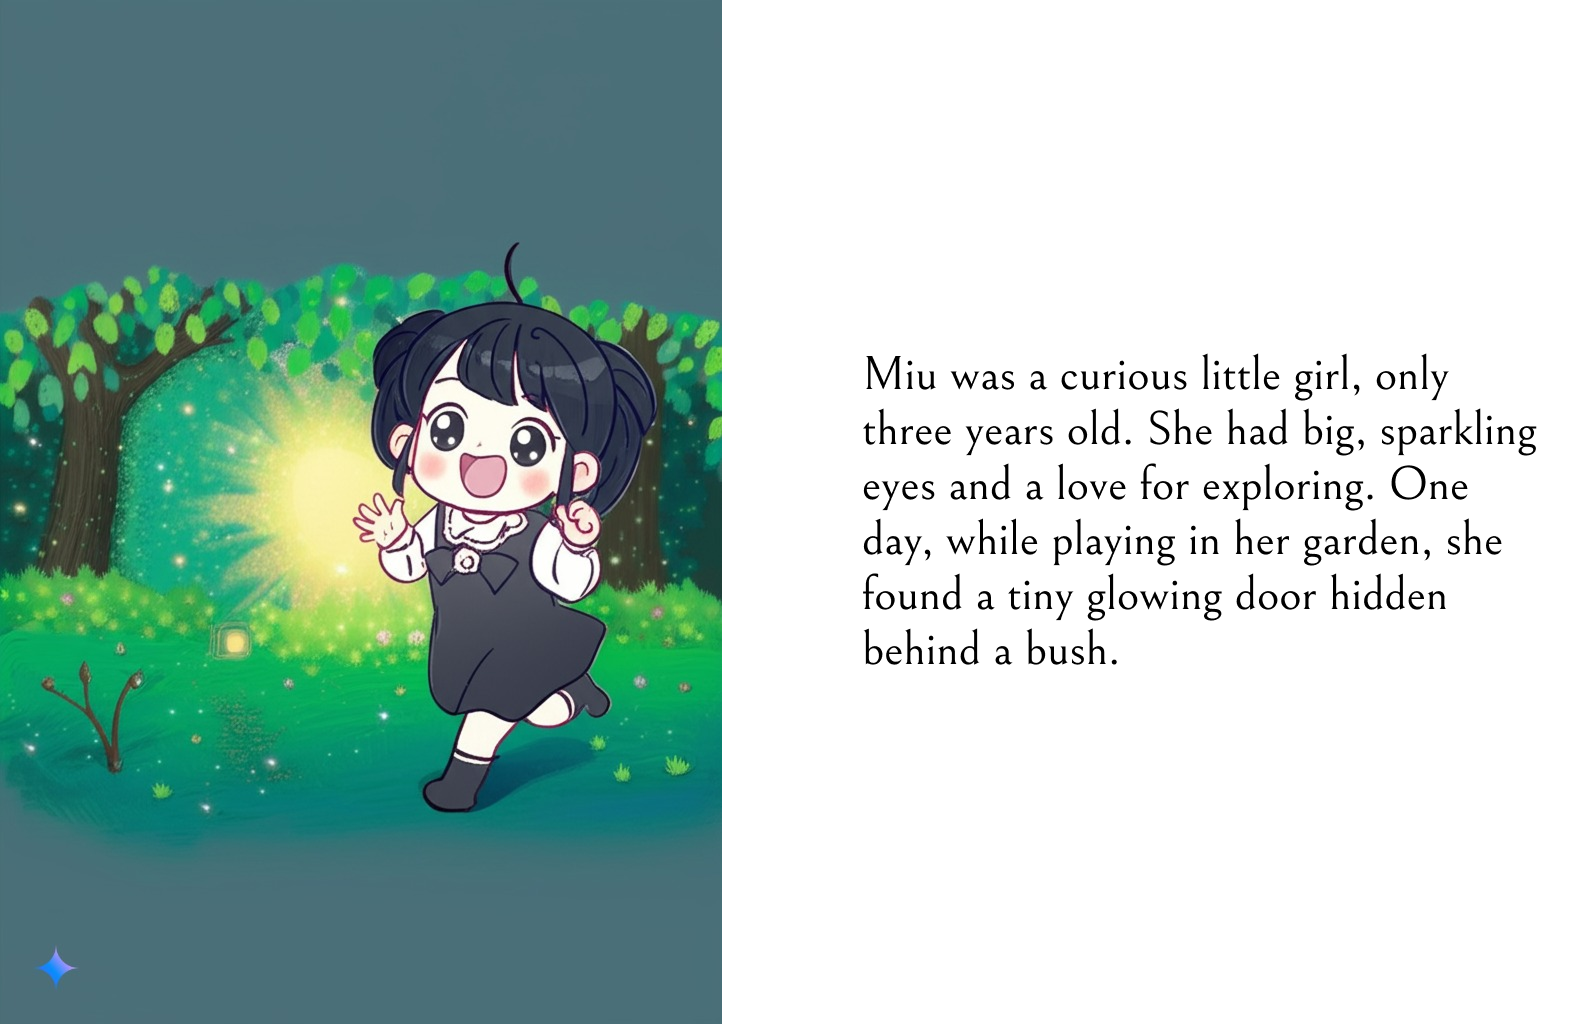 Miu was a curious little girl, only
three years old. She had big, sparkling
eyes and a love for exploring. One
day, while playing in her garden, she
found a tiny glowing door hidden
behind a bush.